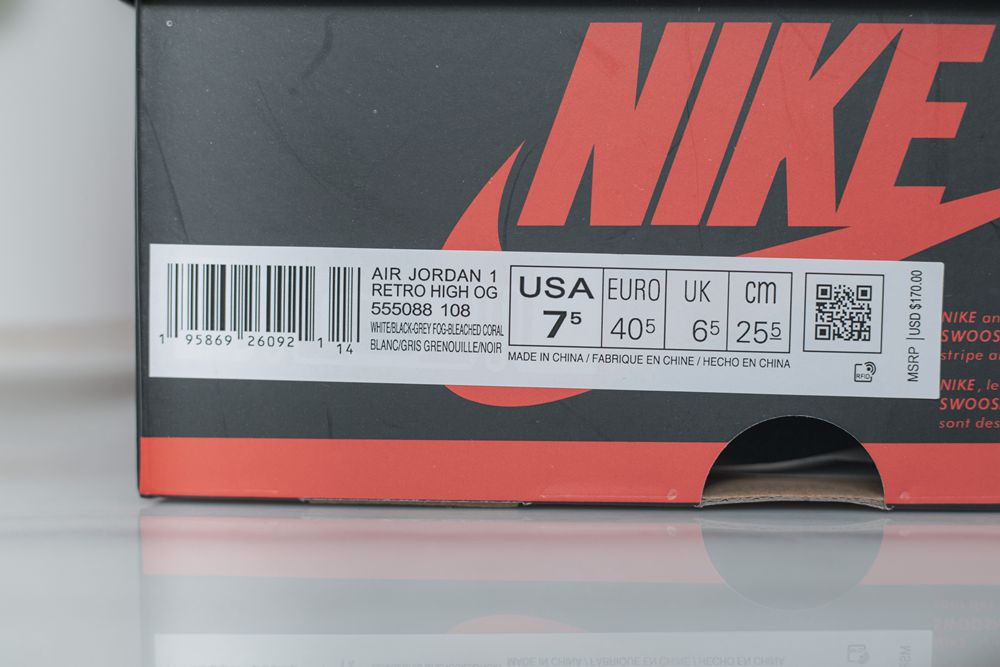 NIKE
AIR JORDAN 1
RETRO HIGH OG
555088 108
WHITE/BLACK-GREY FOG-BLEACHED CORAL
BLANC/GRIS GRENOUILLE/NOIR
1 95869 26092 1 14
USA EURO UK cm
7⁵ 40⁵ 6⁵ 25⁵
MADE IN CHINA / FABRIQUE EN CHINE / HECHO EN CHINA
RFID
MSRP | USD $170.00
NIKE an
SWOOS
stripe a
NIKE, le
SWOOS
sont des